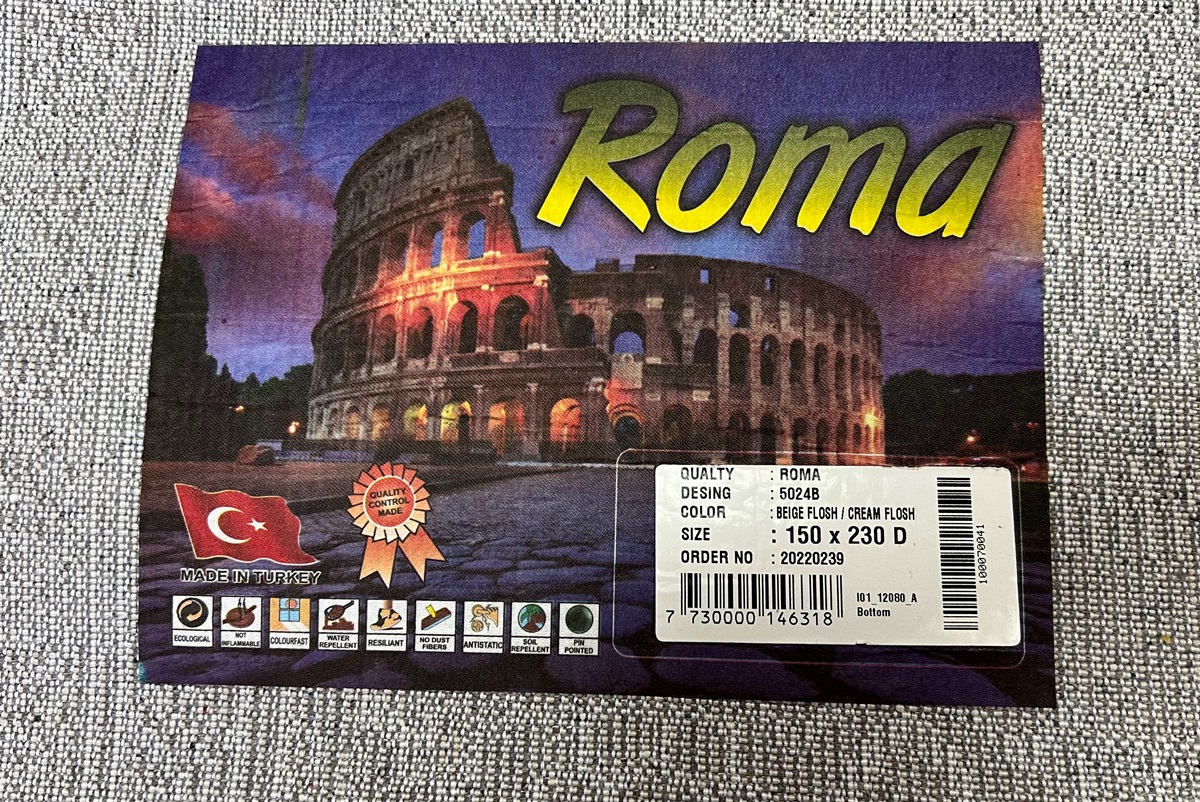 Roma
QUALITY
CONTROL
MADE
MADE IN TURKEY
ECOLOGICAL
NOT
INFLAMMABLE
COLOURFAST
WATER
REPELLENT
RESILIANT
NO DUST
FIBERS
ANTISTATIC
SOIL
REPELLENT
PIN
POINTED
QUALTY : ROMA
DESING : 5024B
COLOR : BEIGE FLOSH / CREAM FLOSH
SIZE : 150 x 230 D
ORDER NO : 20220239
7 730000 146318
I01_12080_A
Bottom
100070041